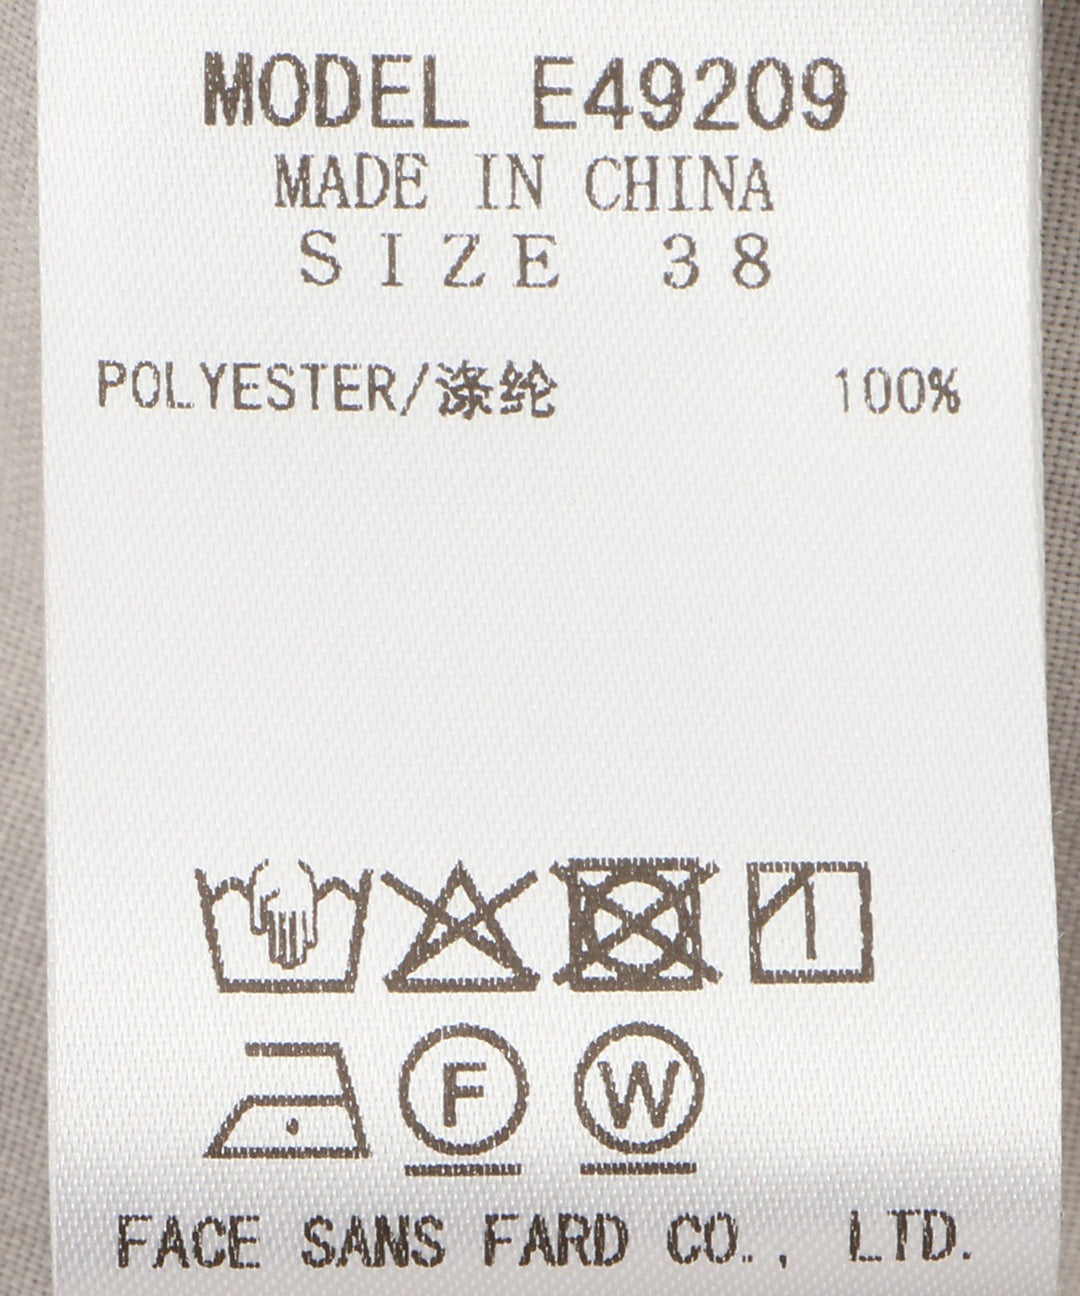 MODEL E49209
MADE IN CHINA
SIZE 38
POLYESTER/涤纶 100%
F W
FACE SANS FARD CO., LTD.